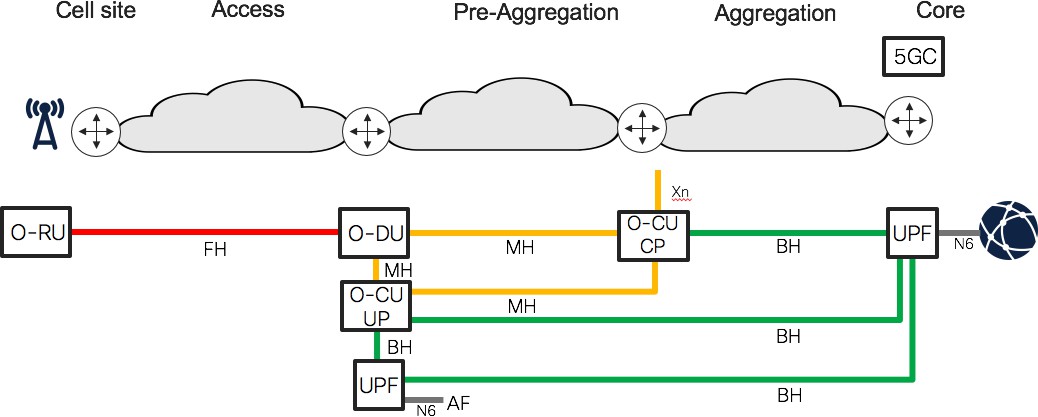 Cell site
Access
Pre-Aggregation
Aggregation
Core
5GC
Xn
O-RU
FH
O-DU
MH
O-CU
CP
BH
UPF
N6
MH
O-CU
UP
MH
BH
BH
UPF
N6
AF
BH